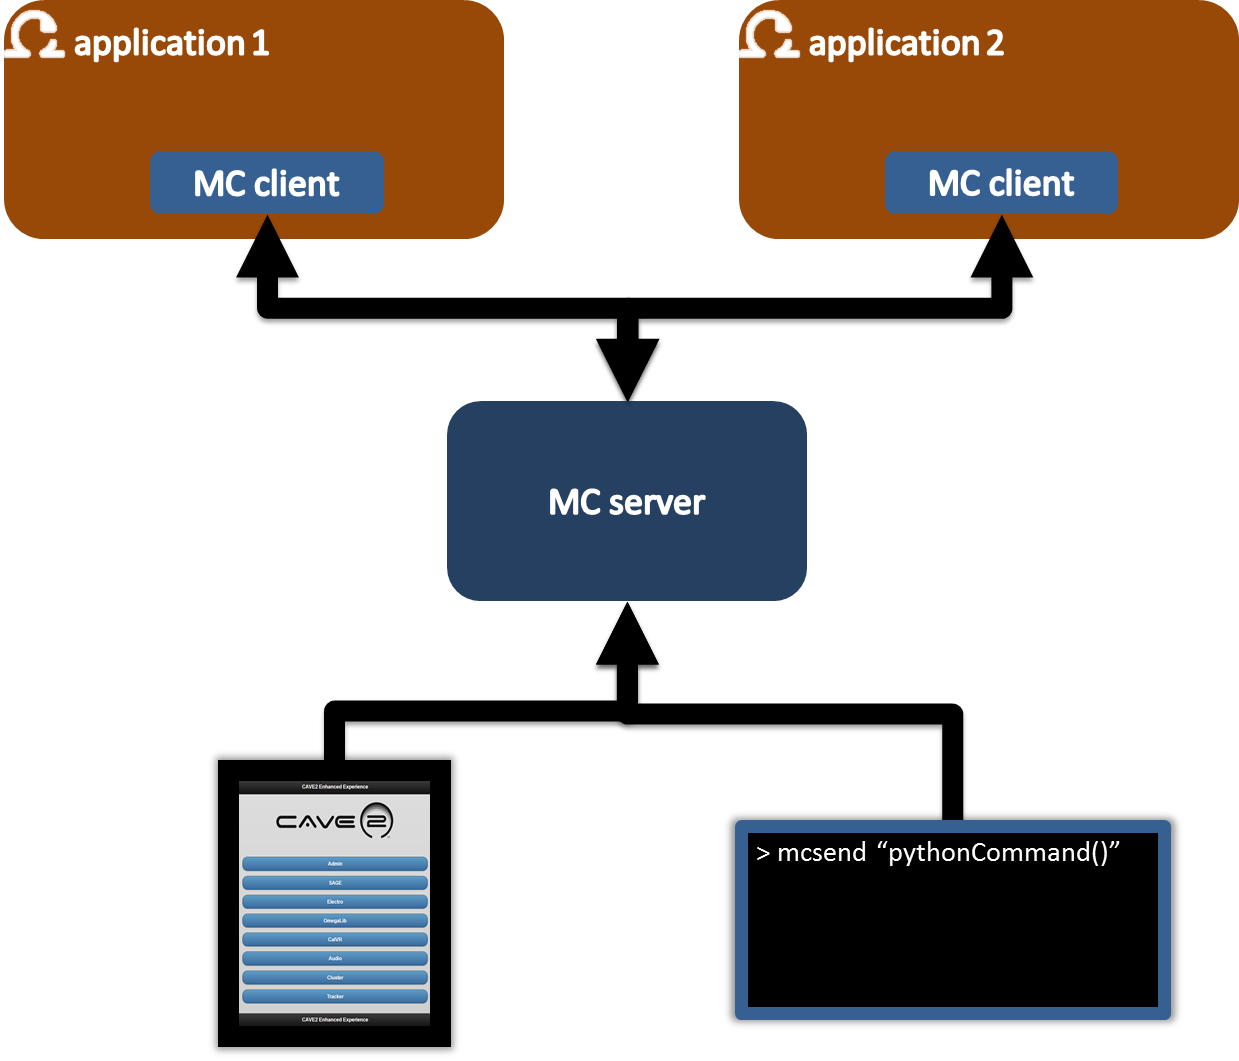 application 1
application 2
MC client
MC client
MC server
CAVE2 Enhanced Experience
CAVE 2
Admin
SAGE
Electro
OmegaLib
CalVR
Audio
Cluster
Tracker
CAVE2 Enhanced Experience
> mcsend “pythonCommand()”